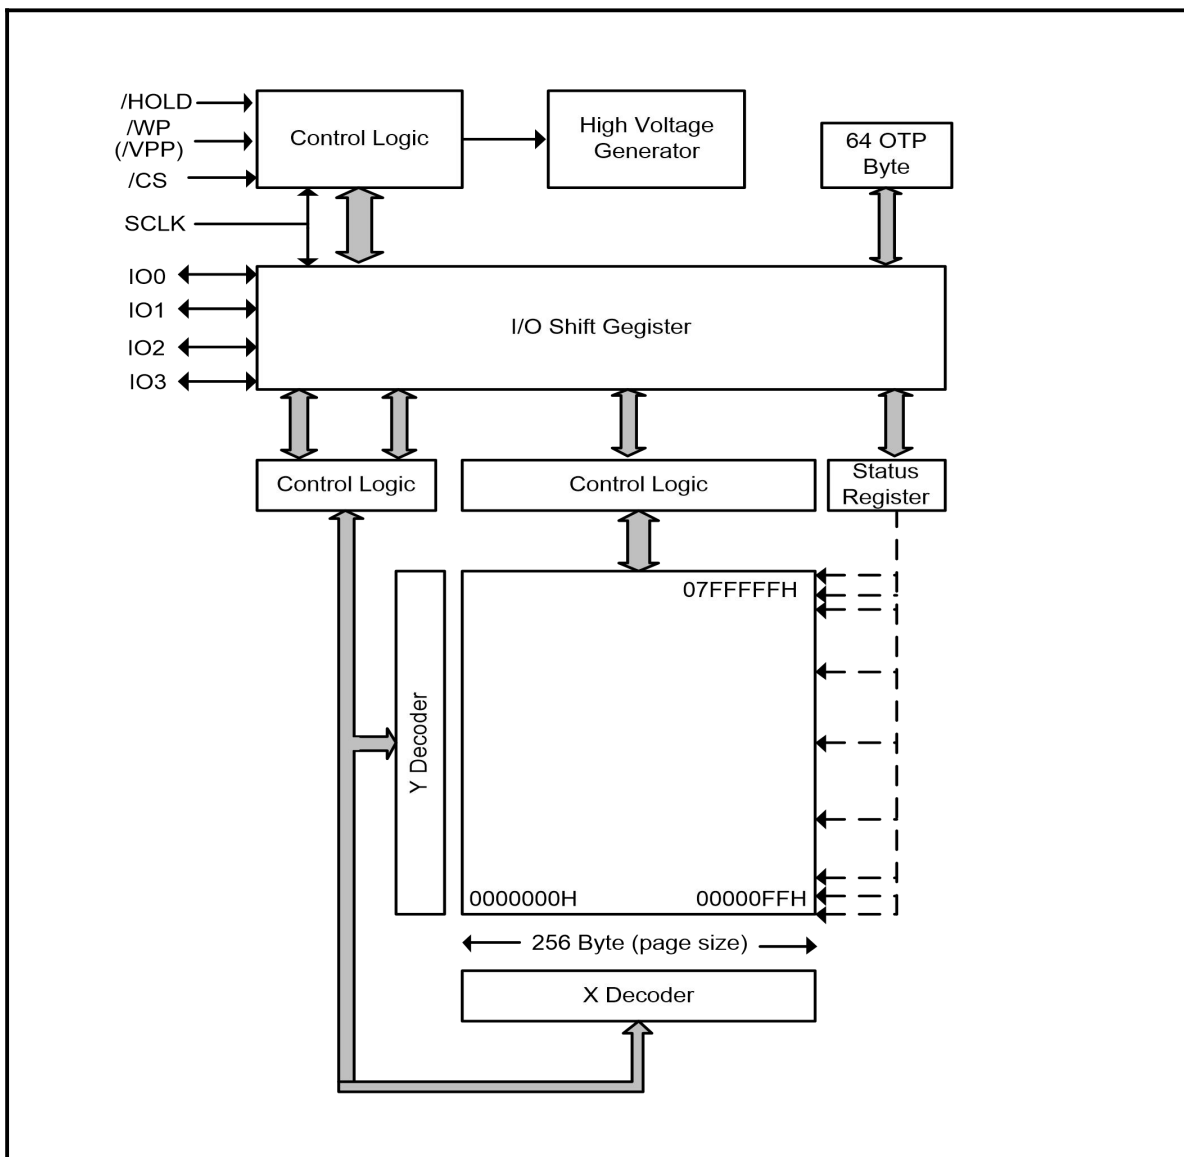 /HOLD
/WP
(/VPP)
/CS
SCLK
Control Logic
High Voltage
Generator
64 OTP
Byte
IO0
IO1
IO2
IO3
I/O Shift Gegister
Control Logic
Control Logic
Status
Register
07FFFFFH
Y Decoder
0000000H
00000FFH
256 Byte (page size)
X Decoder